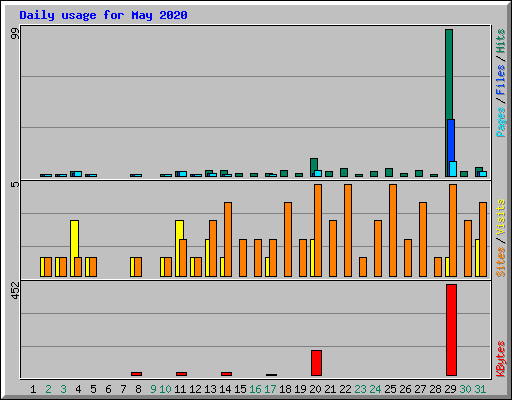 Daily usage for May 2020
99
Pages / Files / Hits
5
Sites / Visits
452
KBytes
1 2 3 4 5 6 7 8 9 10 11 12 13 14 15 16 17 18 19 20 21 22 23 24 25 26 27 28 29 30 31